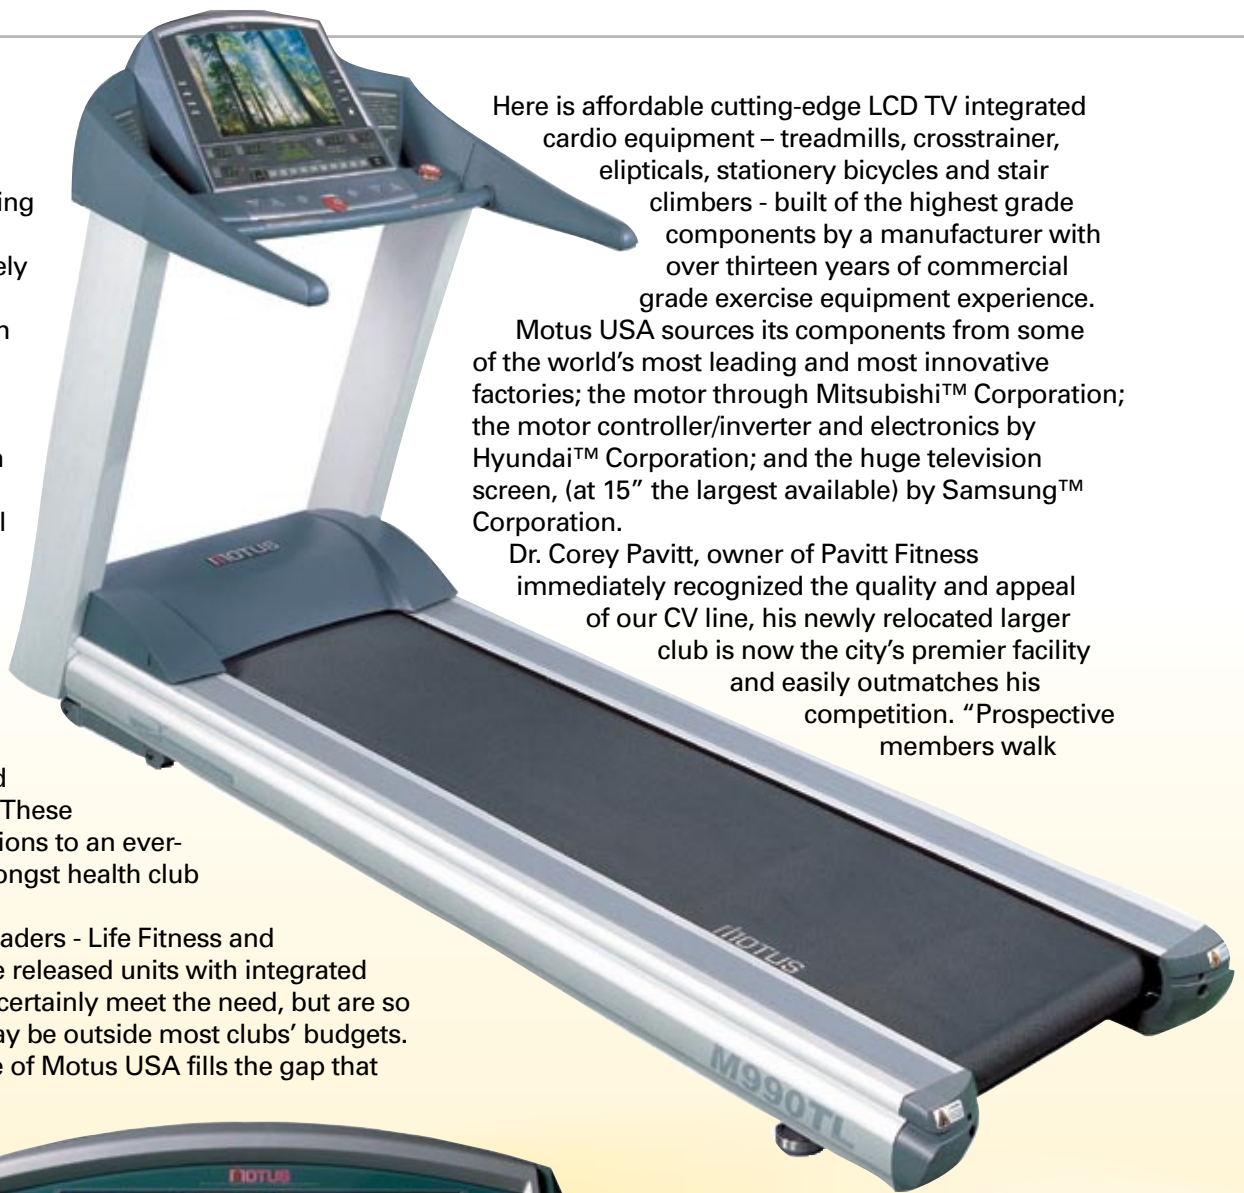 ing
ely
n
n
l
d
These
tions to an ever-
ongst health club
aders - Life Fitness and
e released units with integrated
certainly meet the need, but are so
ay be outside most clubs’ budgets.
e of Motus USA fills the gap that
Here is affordable cutting-edge LCD TV integrated
cardio equipment – treadmills, crosstrainer,
elipticals, stationery bicycles and stair
climbers - built of the highest grade
components by a manufacturer with
over thirteen years of commercial
grade exercise equipment experience.
Motus USA sources its components from some
of the world’s most leading and most innovative
factories; the motor through Mitsubishi™ Corporation;
the motor controller/inverter and electronics by
Hyundai™ Corporation; and the huge television
screen, (at 15” the largest available) by Samsung™
Corporation.
Dr. Corey Pavitt, owner of Pavitt Fitness
immediately recognized the quality and appeal
of our CV line, his newly relocated larger
club is now the city’s premier facility
and easily outmatches his
competition. “Prospective
members walk
MOTUS
MOTUS
M990TL
MOTUS